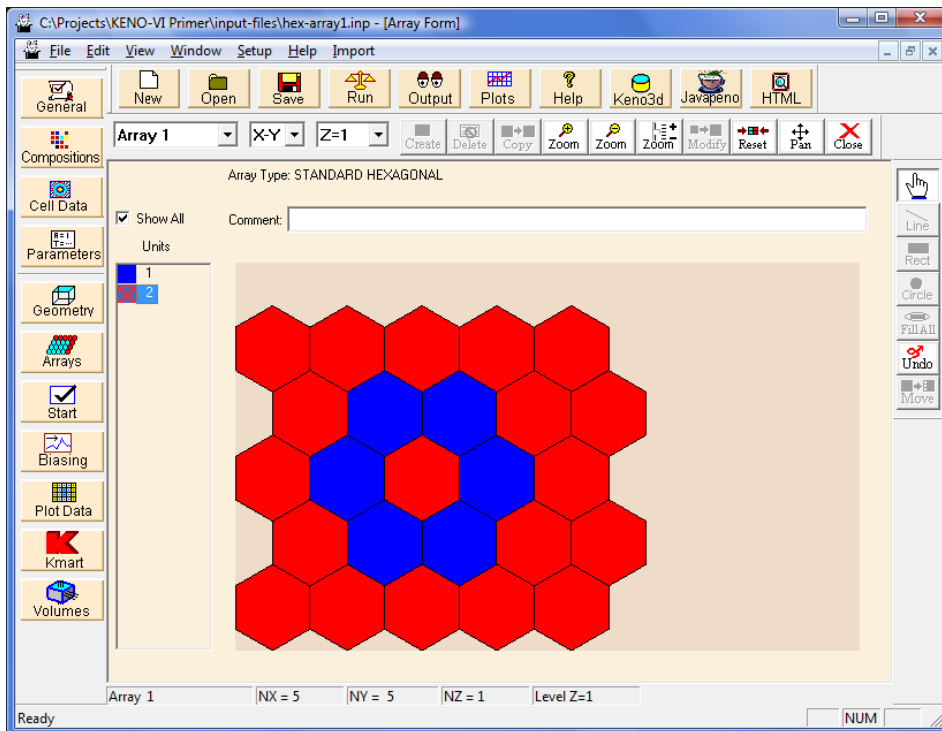 C:\Projects\KENO-VI Primer\input-files\hex-array1.inp - [Array Form]
File Edit View Window Setup Help Import
General
New Open Save Run Output Plots Help Keno3d Javapeno HTML
Compositions
Array 1 X-Y Z=1 Create Delete Copy Zoom Zoom Zoom Modify Reset Pan Close
Array Type: STANDARD HEXAGONAL
Cell Data
Show All Comment:
Line
Units
Parameters
Rect
1
2
Geometry
Circle
Fill All
Arrays
Undo
Start
Move
Biasing
Plot Data
Kmart
Volumes
Array 1 NX = 5 NY = 5 NZ = 1 Level Z=1
Ready NUM